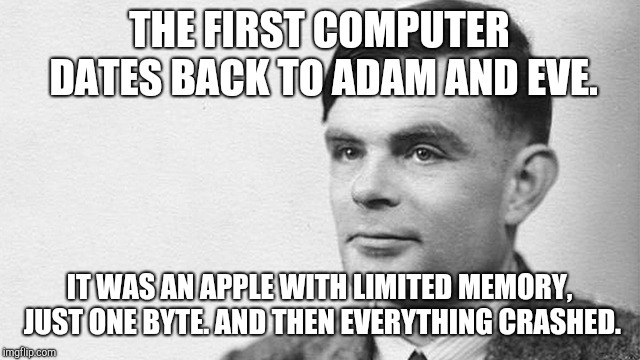 THE FIRST COMPUTER
DATES BACK TO ADAM AND EVE.
IT WAS AN APPLE WITH LIMITED MEMORY,
JUST ONE BYTE. AND THEN EVERYTHING CRASHED.
imgflip.com